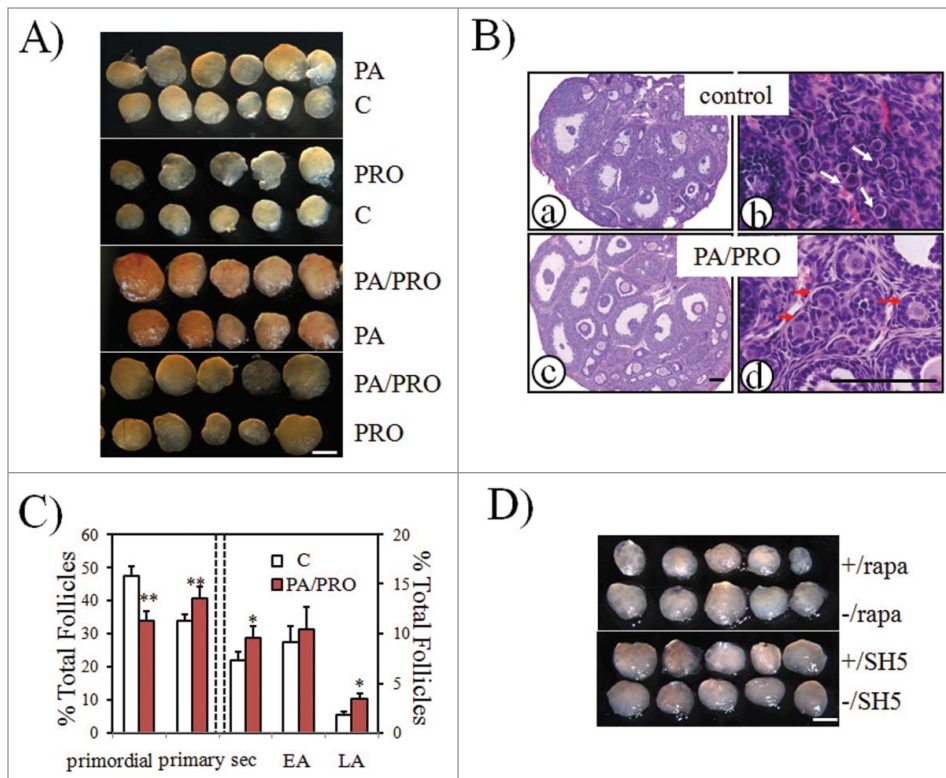 A)
PA
C
PRO
C
PA/PRO
PA
PA/PRO
PRO
B)
control
a
b
PA/PRO
c
d
C)
% Total Follicles
60
50
40
30
20
10
0
C
PA/PRO
**
**
*
*
20
15
10
5
0
% Total Follicles
primordial primary sec EA LA
D)
+/rapa
-/rapa
+/SH5
-/SH5